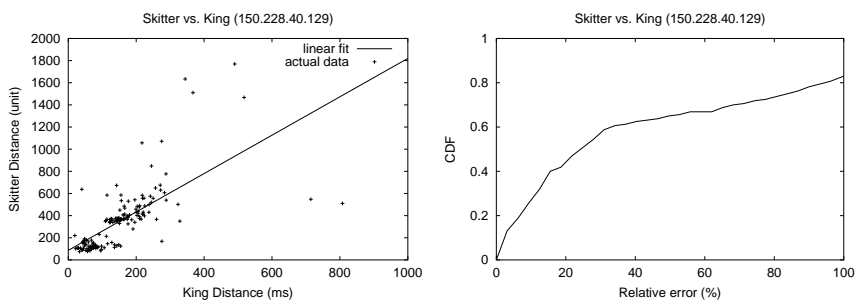 Skitter vs. King (150.228.40.129)
2000
1800
1600
1400
1200
1000
800
600
400
200
0
Skitter Distance (unit)
linear fit
actual data
0 200 400 600 800 1000
King Distance (ms)
Skitter vs. King (150.228.40.129)
1
0.8
0.6
0.4
0.2
0
CDF
0 20 40 60 80 100
Relative error (%)